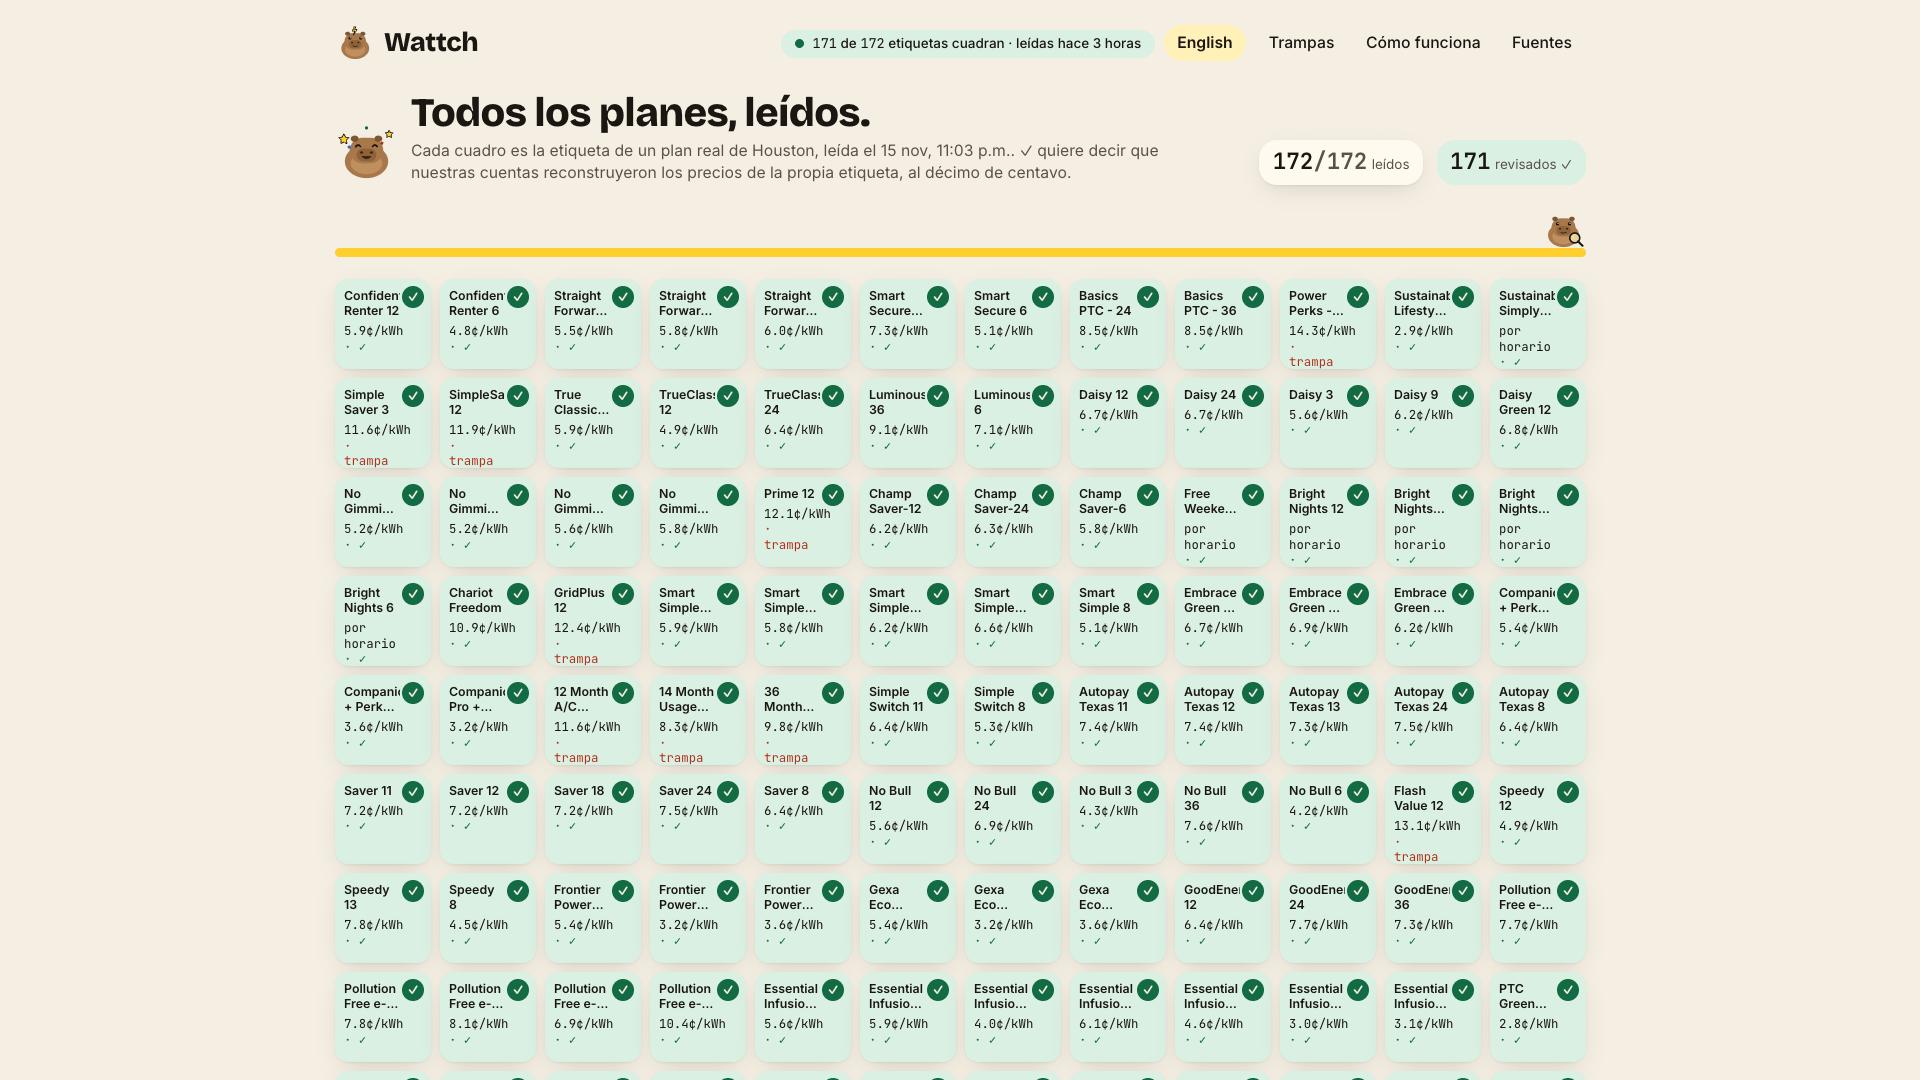 Wattch
171 de 172 etiquetas cuadran · leídas hace 3 horas
English
Trampas
Cómo funciona
Fuentes
Todos los planes, leídos.
Cada cuadro es la etiqueta de un plan real de Houston, leída el 15 nov, 11:03 p.m.. ✓ quiere decir que
nuestras cuentas reconstruyeron los precios de la propia etiqueta, al décimo de centavo.
172/172 leídos
171 revisados ✓
Confiden Renter 12 5.9¢/kWh · ✓
Confiden Renter 6 4.8¢/kWh · ✓
Straight Forwar... 5.5¢/kWh · ✓
Straight Forwar... 5.8¢/kWh · ✓
Straight Forwar... 6.0¢/kWh · ✓
Smart Secure... 7.3¢/kWh · ✓
Smart Secure 6 5.1¢/kWh · ✓
Basics PTC - 24 8.5¢/kWh · ✓
Basics PTC - 36 8.5¢/kWh · ✓
Power Perks -... 14.3¢/kWh · trampa
Sustainab Lifesty... 2.9¢/kWh · ✓
Sustainab Simply... por horario · ✓
Simple Saver 3 11.6¢/kWh · trampa
SimpleSa 12 11.9¢/kWh · trampa
True Classic... 5.9¢/kWh · ✓
TrueClass 12 4.9¢/kWh · ✓
TrueClass 24 6.4¢/kWh · ✓
Luminous 36 9.1¢/kWh · ✓
Luminous 6 7.1¢/kWh · ✓
Daisy 12 6.7¢/kWh · ✓
Daisy 24 6.7¢/kWh · ✓
Daisy 3 5.6¢/kWh · ✓
Daisy 9 6.2¢/kWh · ✓
Daisy Green 12 6.8¢/kWh · ✓
No Gimmi... 5.2¢/kWh · ✓
No Gimmi... 5.2¢/kWh · ✓
No Gimmi... 5.6¢/kWh · ✓
No Gimmi... 5.8¢/kWh · ✓
Prime 12 12.1¢/kWh · trampa
Champ Saver-12 6.2¢/kWh · ✓
Champ Saver-24 6.3¢/kWh · ✓
Champ Saver-6 5.8¢/kWh · ✓
Free Weeke... por horario · ✓
Bright Nights 12 por horario · ✓
Bright Nights... por horario · ✓
Bright Nights... por horario · ✓
Bright Nights 6 por horario · ✓
Chariot Freedom 10.9¢/kWh · ✓
GridPlus 12 12.4¢/kWh · trampa
Smart Simple... 5.9¢/kWh · ✓
Smart Simple... 5.8¢/kWh · ✓
Smart Simple... 6.2¢/kWh · ✓
Smart Simple... 6.6¢/kWh · ✓
Smart Simple 8 5.1¢/kWh · ✓
Embrace Green ... 6.7¢/kWh · ✓
Embrace Green ... 6.9¢/kWh · ✓
Embrace Green ... 6.2¢/kWh · ✓
Companio + Perk... 5.4¢/kWh · ✓
Companio + Perk... 3.6¢/kWh · ✓
Companio Pro +... 3.2¢/kWh · ✓
12 Month A/C... 11.6¢/kWh · trampa
14 Month Usage... 8.3¢/kWh · trampa
36 Month... 9.8¢/kWh · trampa
Simple Switch 11 6.4¢/kWh · ✓
Simple Switch 8 5.3¢/kWh · ✓
Autopay Texas 11 7.4¢/kWh · ✓
Autopay Texas 12 7.4¢/kWh · ✓
Autopay Texas 13 7.3¢/kWh · ✓
Autopay Texas 24 7.5¢/kWh · ✓
Autopay Texas 8 6.4¢/kWh · ✓
Saver 11 7.2¢/kWh · ✓
Saver 12 7.2¢/kWh · ✓
Saver 18 7.2¢/kWh · ✓
Saver 24 7.5¢/kWh · ✓
Saver 8 6.4¢/kWh · ✓
No Bull 12 5.6¢/kWh · ✓
No Bull 24 6.9¢/kWh · ✓
No Bull 3 4.3¢/kWh · ✓
No Bull 36 7.6¢/kWh · ✓
No Bull 6 4.2¢/kWh · ✓
Flash Value 12 13.1¢/kWh · trampa
Speedy 12 4.9¢/kWh · ✓
Speedy 13 7.8¢/kWh · ✓
Speedy 8 4.5¢/kWh · ✓
Frontier Power... 5.4¢/kWh · ✓
Frontier Power... 3.2¢/kWh · ✓
Frontier Power... 3.6¢/kWh · ✓
Gexa Eco... 5.4¢/kWh · ✓
Gexa Eco... 3.2¢/kWh · ✓
Gexa Eco... 3.6¢/kWh · ✓
GoodEner 12 6.4¢/kWh · ✓
GoodEner 24 7.7¢/kWh · ✓
GoodEner 36 7.3¢/kWh · ✓
Pollution Free e-... 7.7¢/kWh · ✓
Pollution Free e-... 7.8¢/kWh · ✓
Pollution Free e-... 8.1¢/kWh · ✓
Pollution Free e-... 6.9¢/kWh · ✓
Pollution Free e-... 10.4¢/kWh · ✓
Essential Infusio... 5.6¢/kWh · ✓
Essential Infusio... 5.9¢/kWh · ✓
Essential Infusio... 4.0¢/kWh · ✓
Essential Infusio... 6.1¢/kWh · ✓
Essential Infusio... 4.6¢/kWh · ✓
Essential Infusio... 3.0¢/kWh · ✓
Essential Infusio... 3.1¢/kWh · ✓
PTC Green... 2.8¢/kWh · ✓